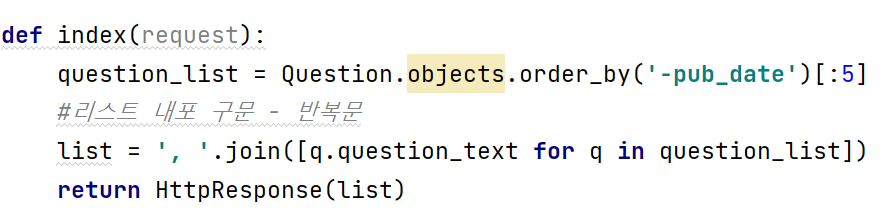 def index(request):
    question_list = Question.objects.order_by('-pub_date')[:5]
    #리스트 내포 구문 - 반복문
    list = ', '.join([q.question_text for q in question_list])
    return HttpResponse(list)